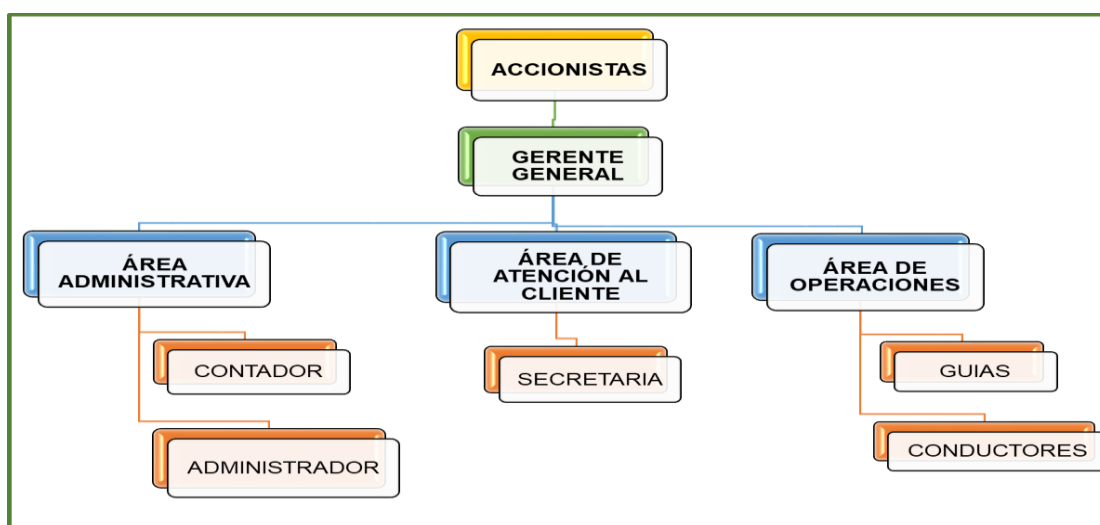 ACCIONISTAS
GERENTE
GENERAL
ÁREA
ADMINISTRATIVA
ÁREA DE
ATENCIÓN AL
CLIENTE
ÁREA DE
OPERACIONES
CONTADOR
SECRETARIA
GUIAS
ADMINISTRADOR
CONDUCTORES